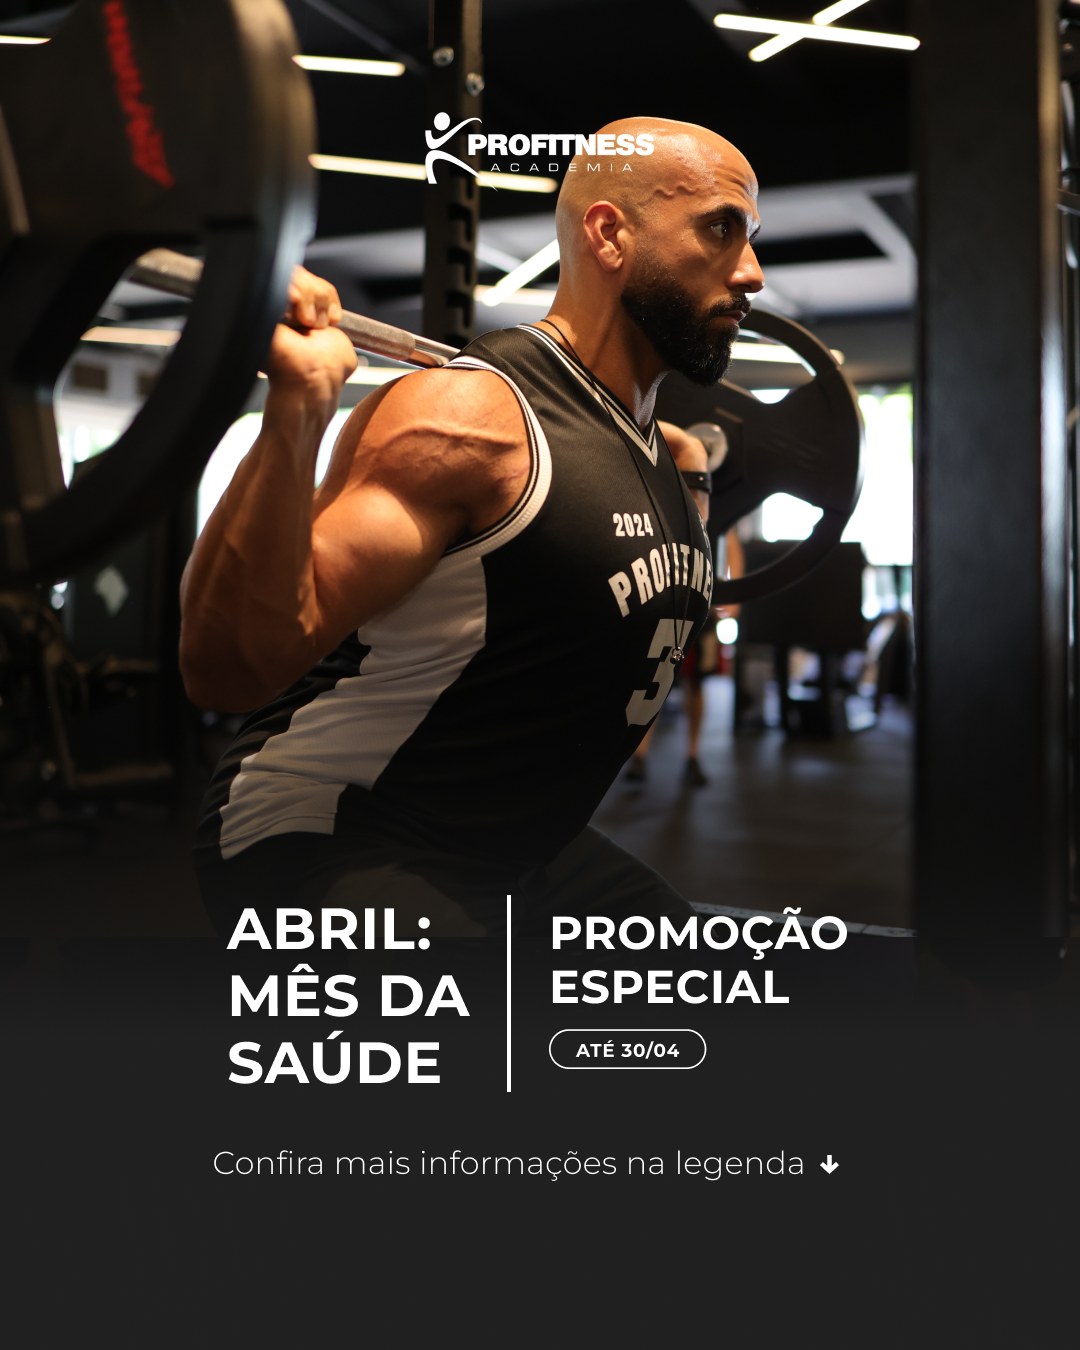 PROFITNESS
ACADEMIA
2024
PROFITNE
3
ABRIL:
MÊS DA
SAÚDE
PROMOÇÃO
ESPECIAL
ATÉ 30/04
Confira mais informações na legenda